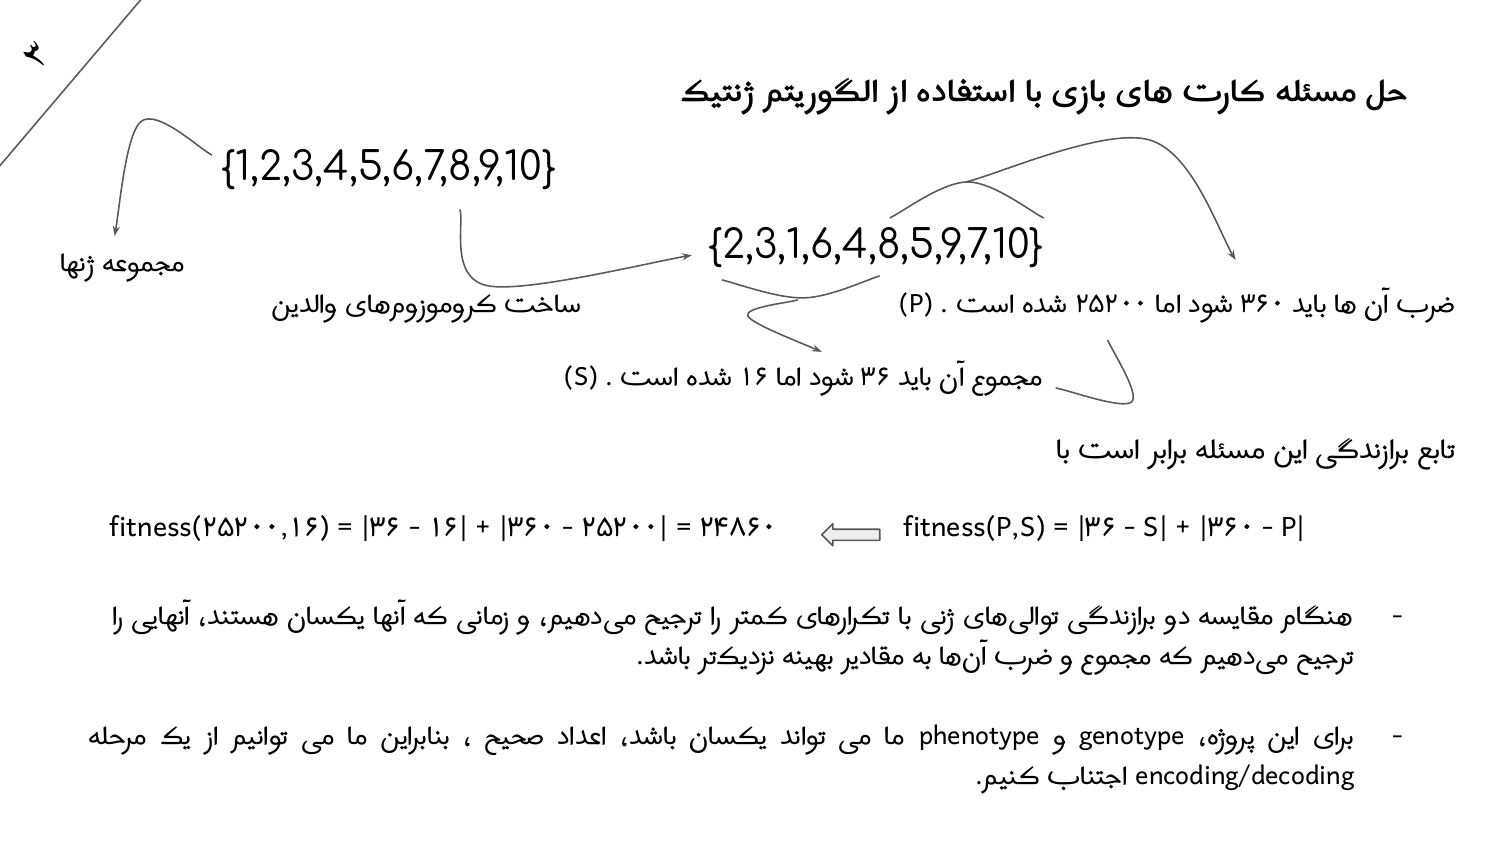 ۳
حل مسئله کارت های بازی با استفاده از الگوریتم ژنتیک
{1,2,3,4,5,6,7,8,9,10}
{2,3,1,6,4,8,5,9,7,10}
مجموعه ژنها
ساخت کروموزوم‌های والدین
ضرب آن ها باید ۳۶۰ شود اما ۲۵۲۰۰ شده است . (P)
مجموع آن باید ۳۶ شود اما ۱۶ شده است . (S)
تابع برازندگی این مسئله برابر است با
fitness(P,S) = |۳۶ - S| + |۳۶۰ - P|
fitness(۲۵۲۰۰,۱۶) = |۳۶ - ۱۶| + |۳۶۰ - ۲۵۲۰۰| = ۲۴۸۶۰
- هنگام مقایسه دو برازندگی توالی‌های ژنی با تکرارهای کمتر را ترجیح می‌دهیم، و زمانی که آنها یکسان هستند، آنهایی را
ترجیح می‌دهیم که مجموع و ضرب آن‌ها به مقادیر بهینه نزدیک‌تر باشد.
- برای این پروژه، genotype و phenotype ما می تواند یکسان باشد، اعداد صحیح ، بنابراین ما می توانیم از یک مرحله
encoding/decoding اجتناب کنیم.